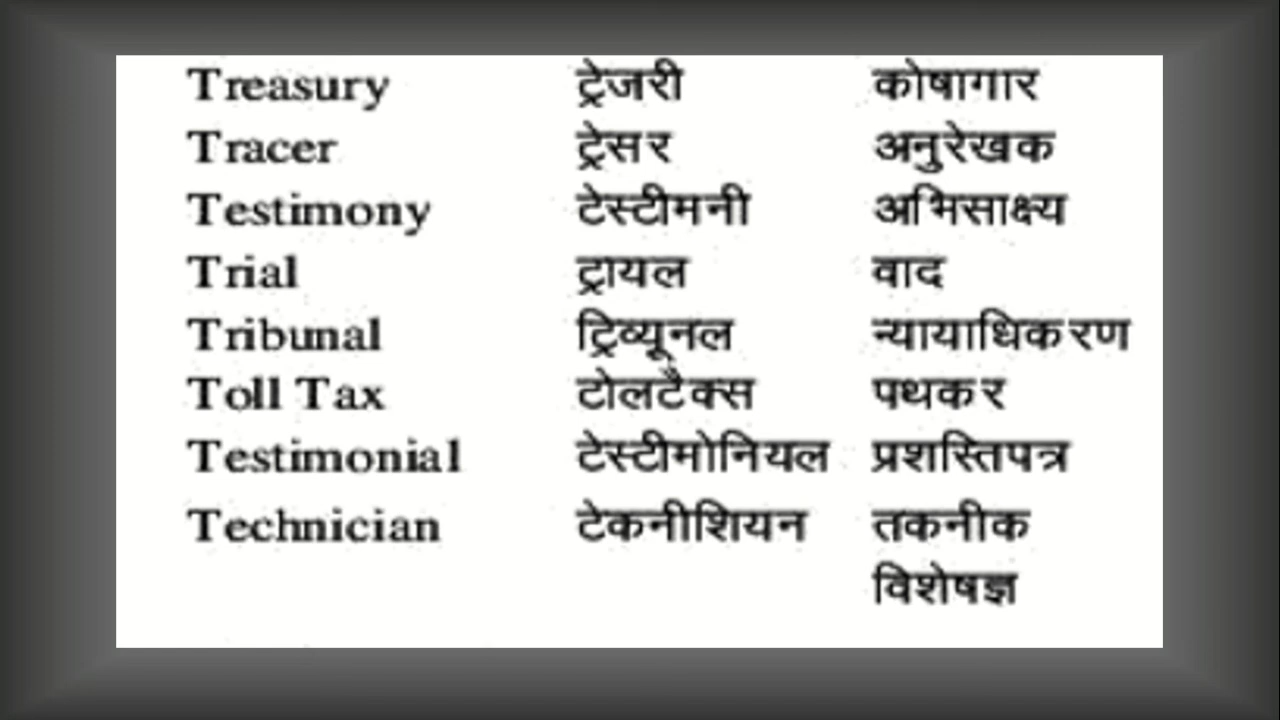 Treasury ट्रेजरी कोषागार
Tracer ट्रेसर अनुरेखक
Testimony टेस्टीमनी अभिसाक्ष्य
Trial ट्रायल वाद
Tribunal ट्रिव्यूनल न्यायाधिकरण
Toll Tax टोलटैक्स पथकर
Testimonial टेस्टीमोनियल प्रशस्तिपत्र
Technician टेकनीशियन तकनीक
विशेषज्ञ